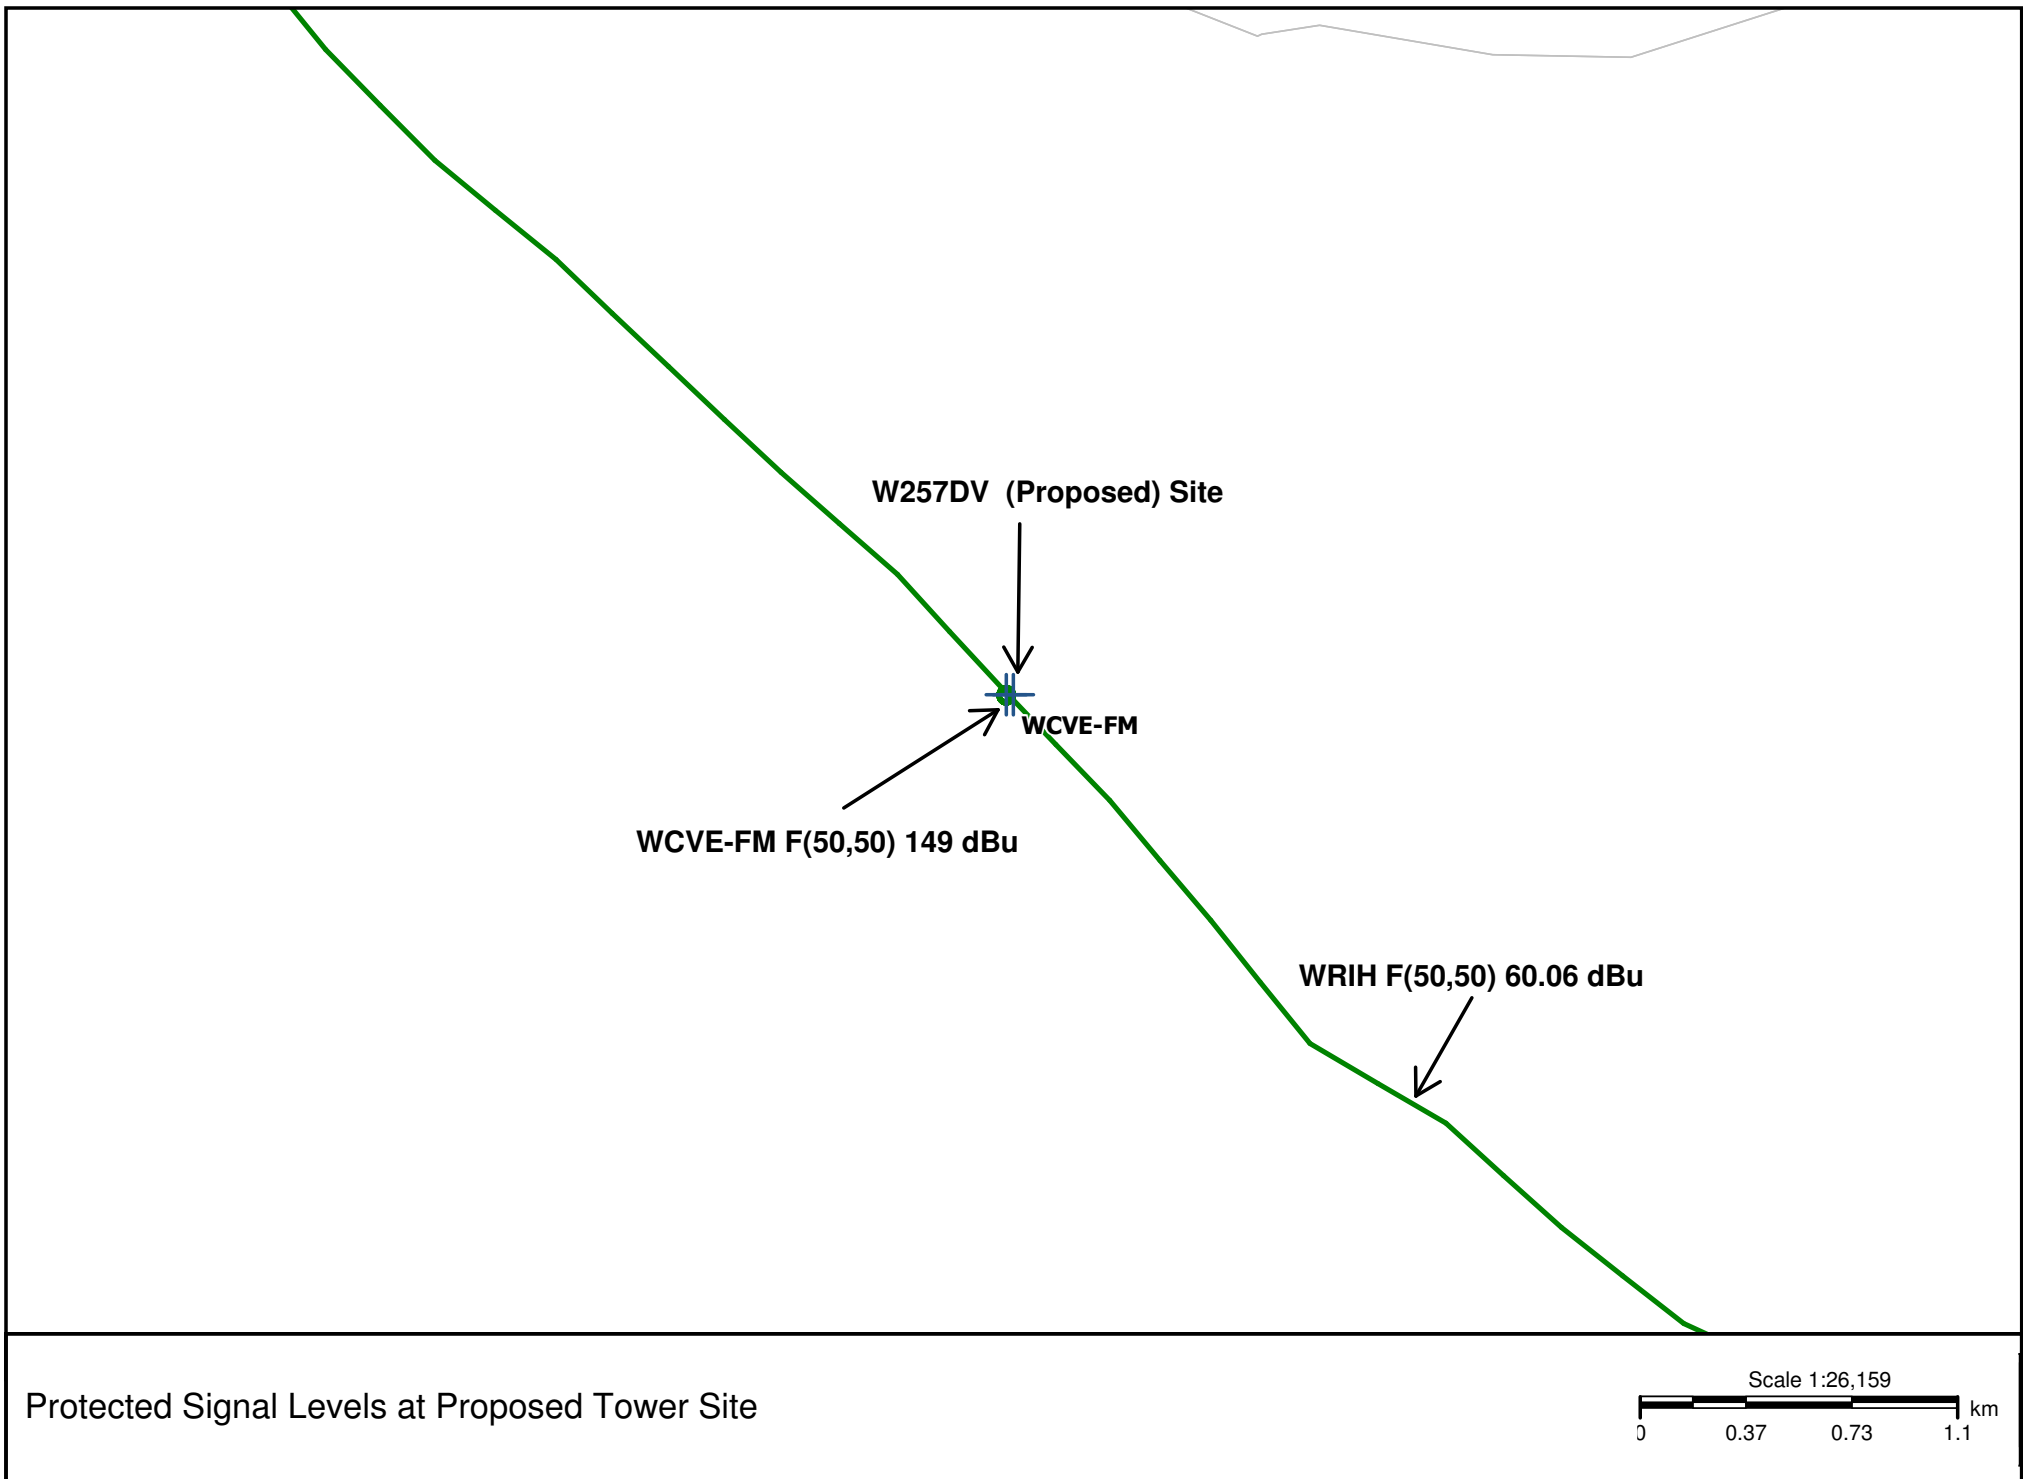 W257DV (Proposed) Site
WCVE-FM
WCVE-FM F(50,50) 149 dBu
WRIH F(50,50) 60.06 dBu
Protected Signal Levels at Proposed Tower Site
Scale 1:26,159
km
0 0.37 0.73 1.1